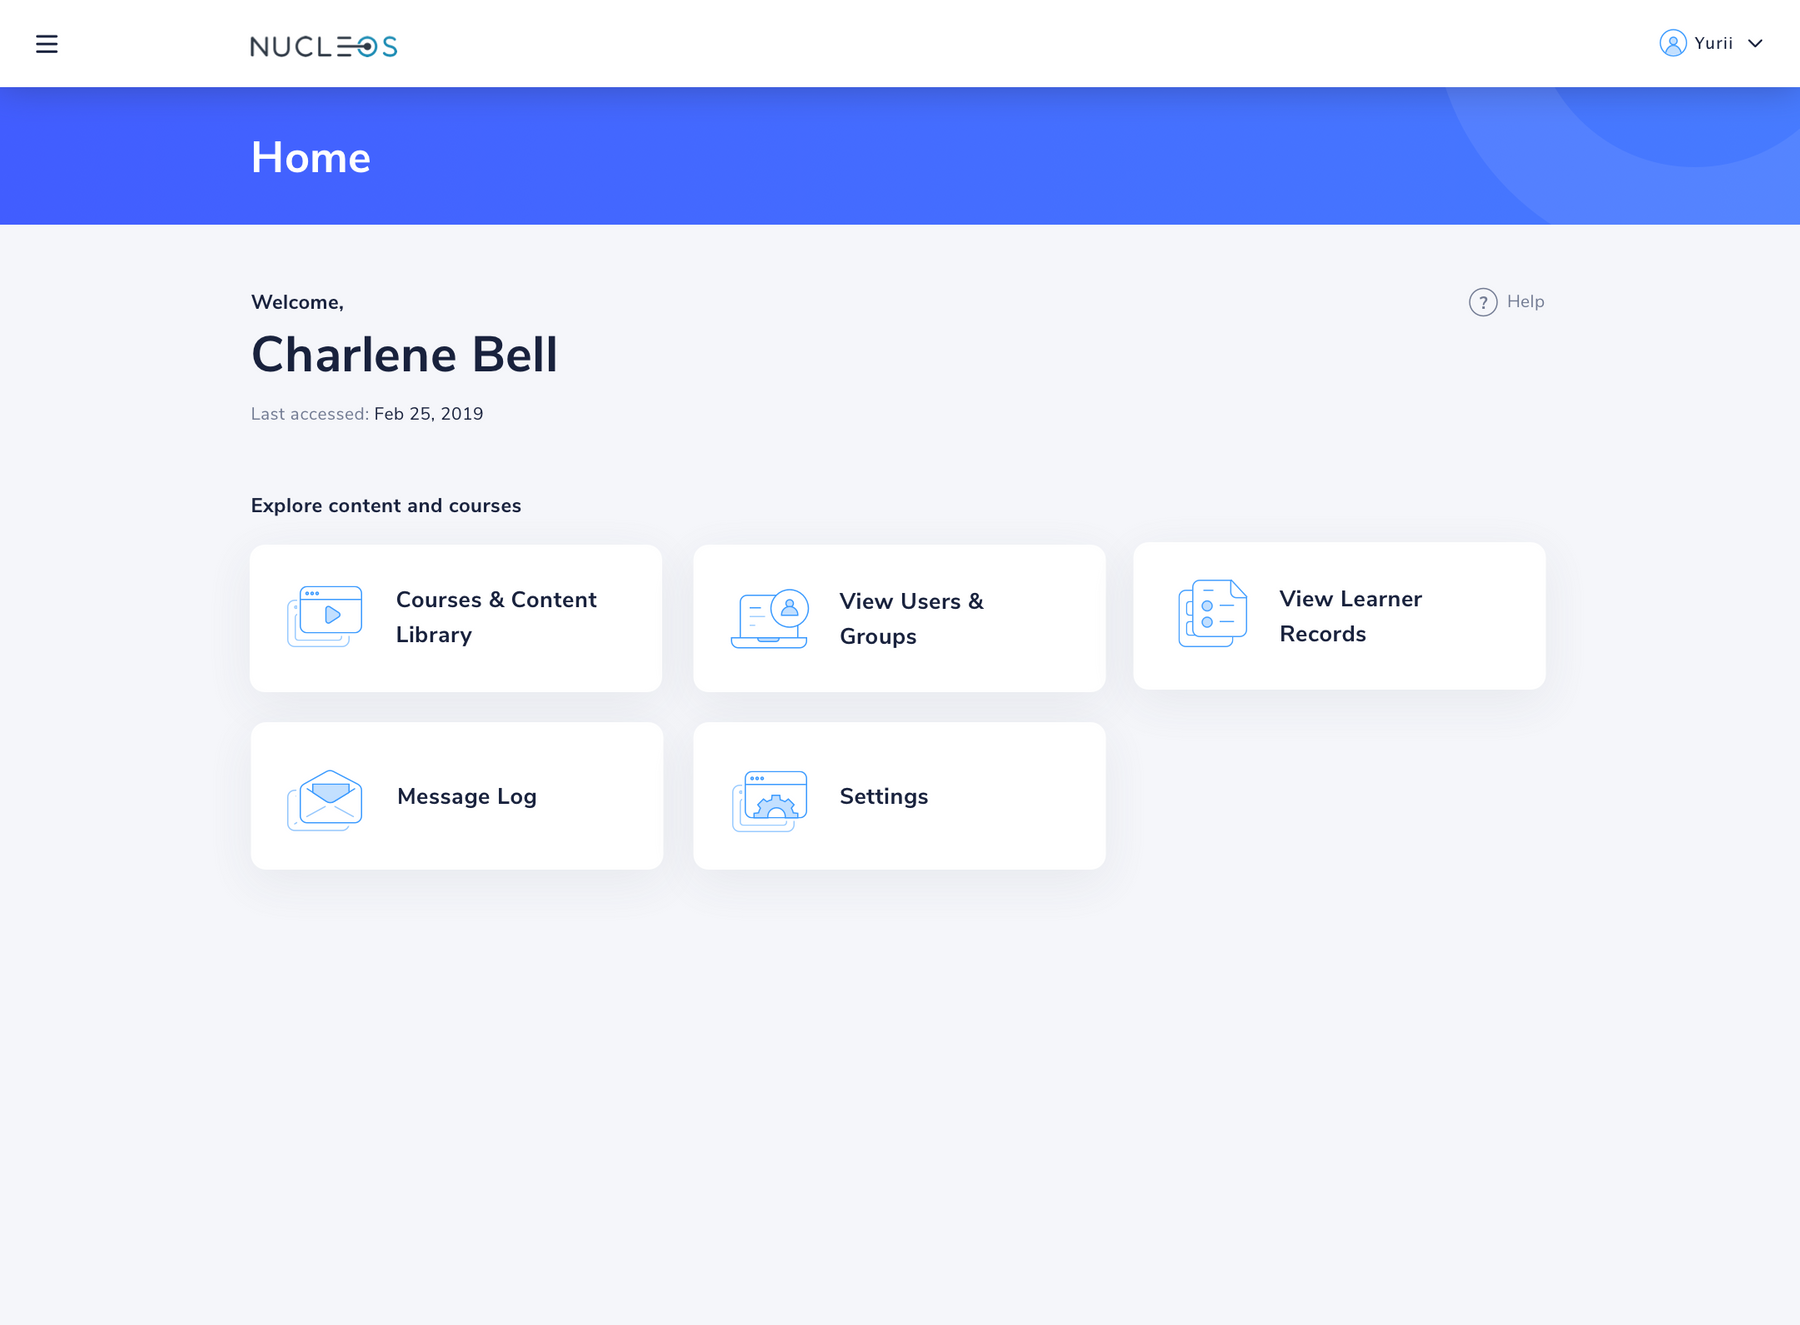 NUCLEOS
Yurii
Home
Welcome,
? Help
Charlene Bell
Last accessed: Feb 25, 2019
Explore content and courses
Courses & Content
Library
View Users &
Groups
View Learner
Records
Message Log
Settings